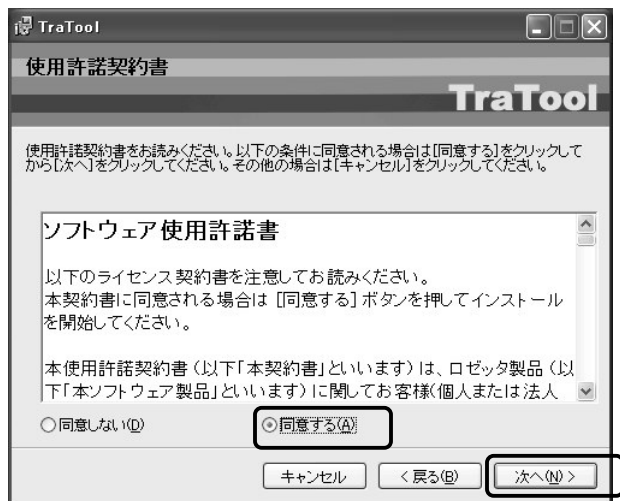 TraTool
使用許諾契約書
TraTool
使用許諾契約書をお読みください。以下の条件に同意される場合は[同意する]をクリックして
から[次へ]をクリックしてください。その他の場合は[キャンセル]をクリックしてください。
ソフトウェア使用許諾書
以下のライセンス契約書を注意してお読みください。
本契約書に同意される場合は [同意する] ボタンを押してインストール
を開始してください。
本使用許諾契約書（以下「本契約書」といいます）は、ロゼッタ製品（以
下「本ソフトウェア製品」といいます）に関してお客様(個人または法人
同意しない(D)
同意する(A)
キャンセル
< 戻る(B)
次へ(N) >